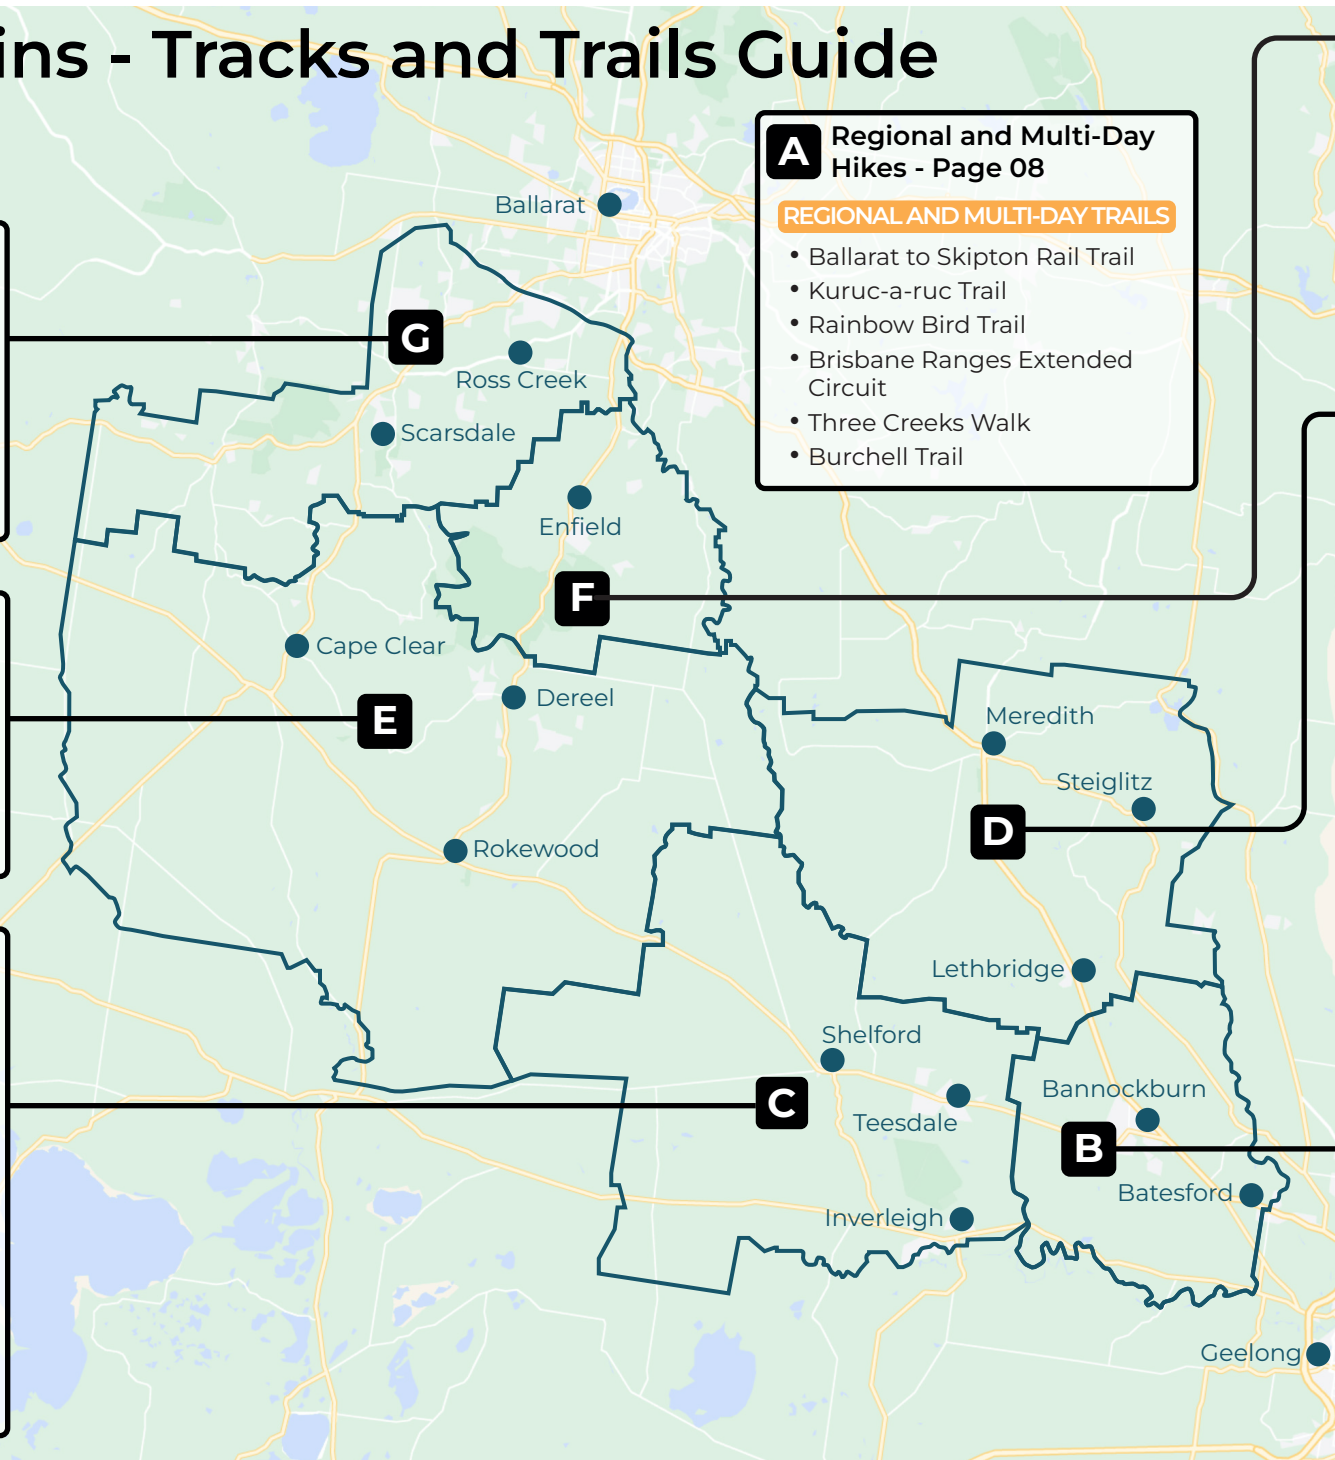 ins - Tracks and Trails Guide
A
Regional and Multi-Day
Hikes - Page 08
REGIONAL AND MULTI-DAY TRAILS
• Ballarat to Skipton Rail Trail
• Kuruc-a-ruc Trail
• Rainbow Bird Trail
• Brisbane Ranges Extended
Circuit
• Three Creeks Walk
• Burchell Trail
Ballarat
G
Ross Creek
Scarsdale
Enfield
F
Cape Clear
Dereel
E
Meredith
Steiglitz
D
Rokewood
Lethbridge
Shelford
Bannockburn
C
Teesdale
B
Batesford
Inverleigh
Geelong